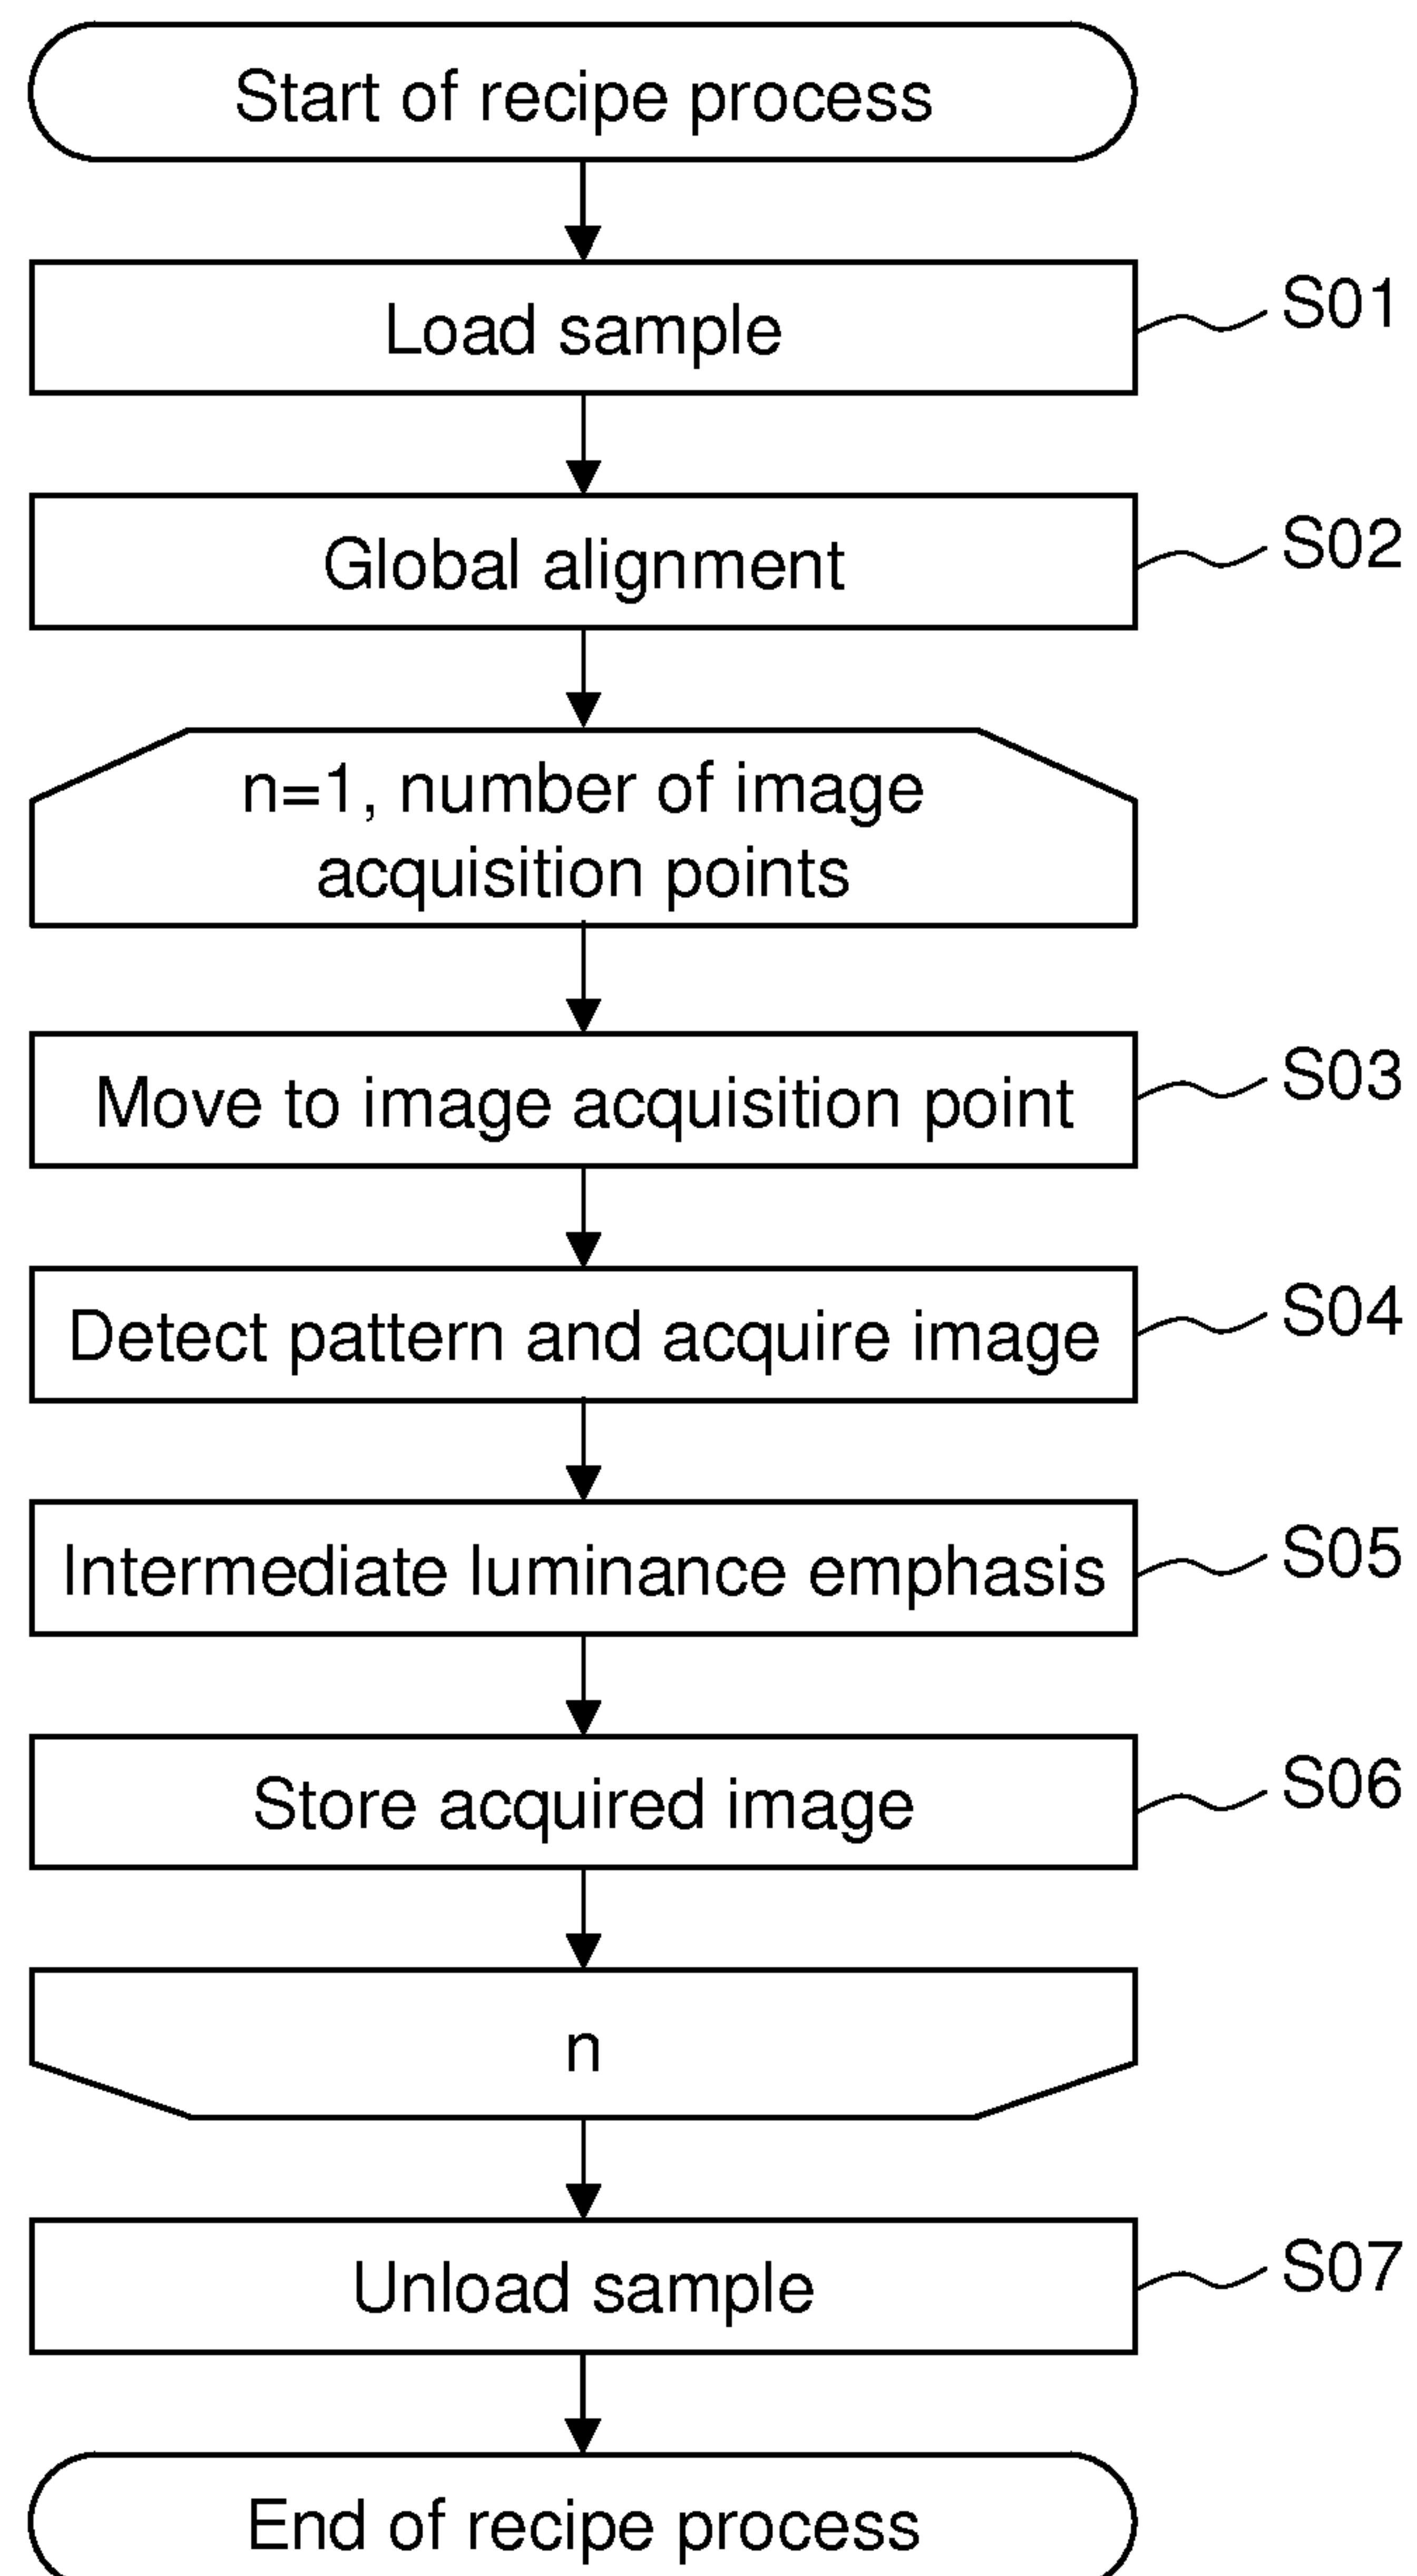 Start of recipe process
Load sample
S01
Global alignment
S02
n=1, number of image
acquisition points
Move to image acquisition point
S03
Detect pattern and acquire image
S04
Intermediate luminance emphasis
S05
Store acquired image
S06
n
Unload sample
S07
End of recipe process